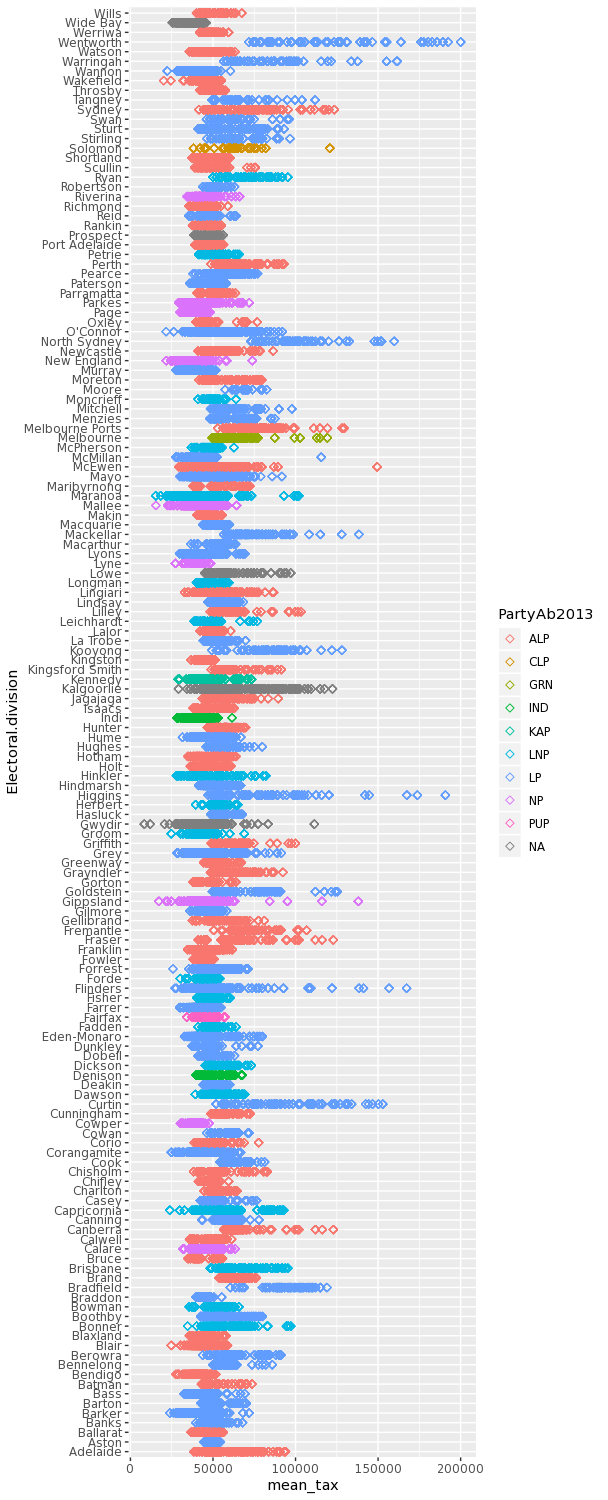 Wills
Wide Bay
Werriwa
Wentworth
Watson
Warringah
Wannon
Wakefield
Throsby
Tangney
Sydney
Swan
Sturt
Stirling
Solomon
Shortland
Scullin
Ryan
Robertson
Riverina
Richmond
Reid
Rankin
Prospect
Port Adelaide
Petrie
Perth
Pearce
Paterson
Parramatta
Parkes
Page
Oxley
O'Connor
North Sydney
Newcastle
New England
Murray
Moreton
Moore
Moncrieff
Mitchell
Menzies
Melbourne Ports
Melbourne
McPherson
McMillan
McEwen
Mayo
Maribyrnong
Maranoa
Mallee
Makin
Macquarie
Mackellar
Macarthur
Lyons
Lyne
Lowe
Longman
Lingiari
Lindsay
Lilley
Leichhardt
Lalor
La Trobe
Kooyong
Kingston
Kingsford Smith
Kennedy
Kalgoorlie
Jagajaga
Isaacs
Indi
Hunter
Hume
Hughes
Hotham
Holt
Hinkler
Hindmarsh
Higgins
Herbert
Hasluck
Gwydir
Groom
Griffith
Grey
Greenway
Grayndler
Gorton
Goldstein
Gippsland
Gilmore
Gellibrand
Fremantle
Fraser
Franklin
Fowler
Forrest
Forde
Flinders
Fisher
Farrer
Fairfax
Fadden
Eden-Monaro
Dunkley
Dobell
Dickson
Denison
Deakin
Dawson
Curtin
Cunningham
Cowper
Cowan
Corio
Corangamite
Cook
Chisholm
Chifley
Charlton
Casey
Capricornia
Canning
Canberra
Calwell
Calare
Bruce
Brisbane
Brand
Bradfield
Braddon
Bowman
Boothby
Bonner
Blaxland
Blair
Berowra
Bennelong
Bendigo
Batman
Bass
Barton
Barker
Banks
Ballarat
Aston
Adelaide
Electoral.division
0 50000 100000 150000 200000
mean_tax
PartyAb2013
ALP
CLP
GRN
IND
KAP
LNP
LP
NP
PUP
NA